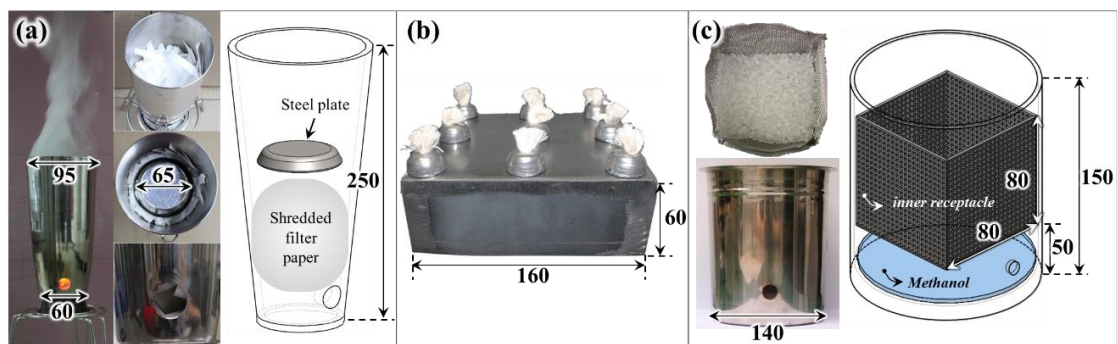 (a)
95
65
60
Steel plate
Shredded
filter
paper
250
(b)
60
160
(c)
140
inner receptacle
80
80
150
50
Methanol